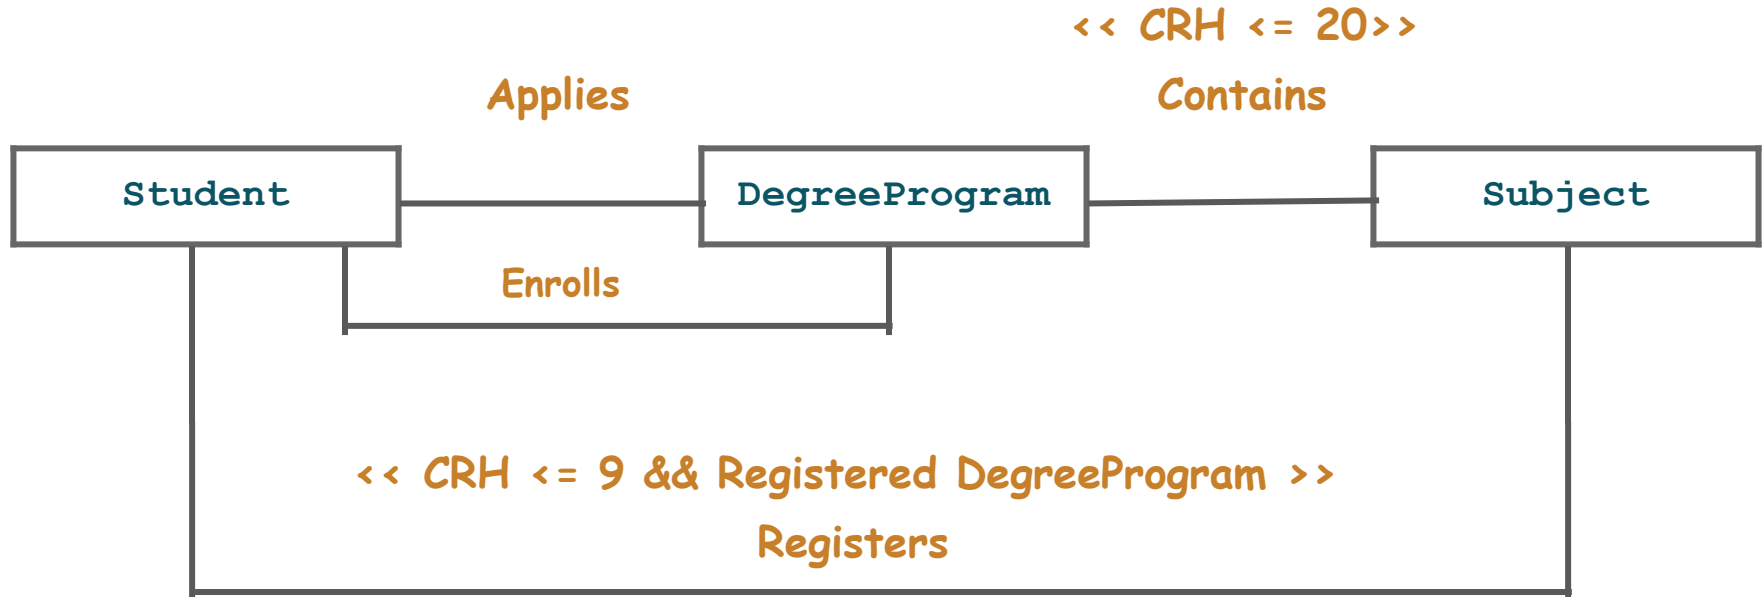 << CRH <= 20>>
Applies
Contains
Student
DegreeProgram
Subject
Enrolls
<< CRH <= 9 && Registered DegreeProgram >>
Registers